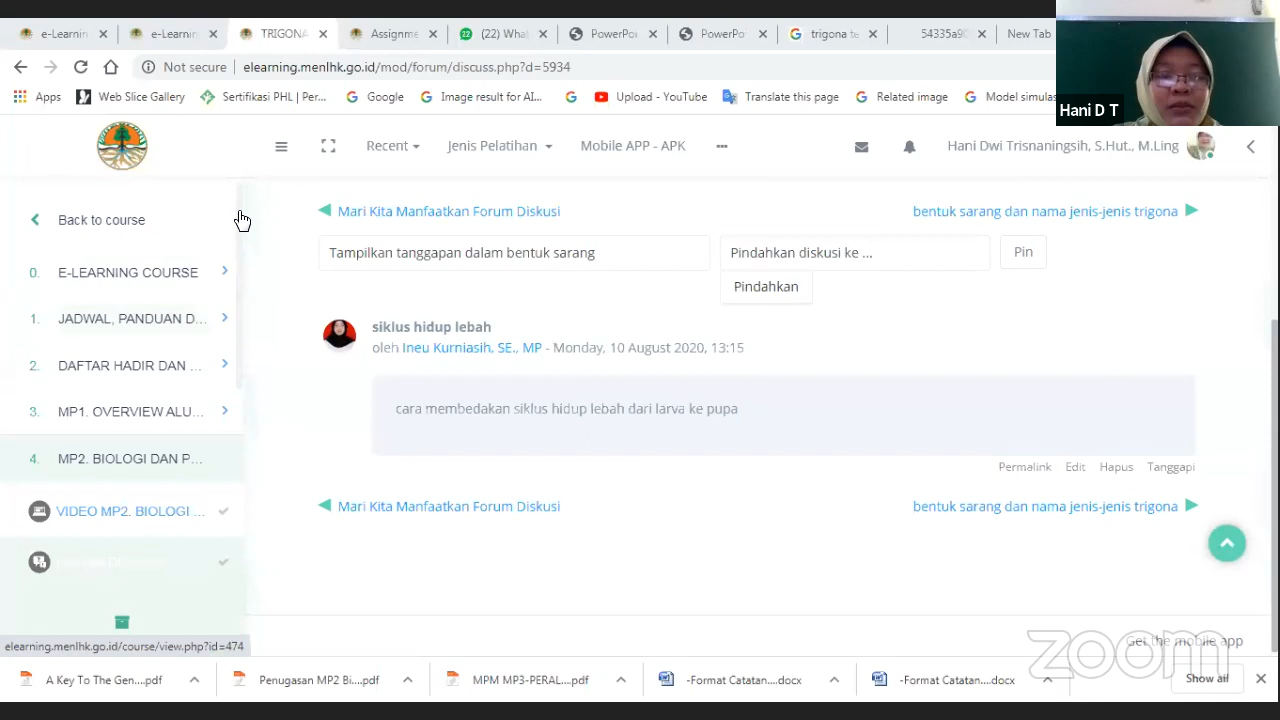 e-Learnin
e-Learnin
TRIGONA
Assignme
(22) Wha
PowerPoi
PowerPo
trigona te
54335a90
New Tab
Not secure
elearning.menlhk.go.id/mod/forum/discuss.php?d=5934
Apps
Web Slice Gallery
Sertifikasi PHL | Per...
Google
Image result for Al...
Upload - YouTube
Translate this page
Related image
Model simulas
Hani D T
Recent
Jenis Pelatihan
Mobile APP - APK
Hani Dwi Trisnaningsih, S.Hut., M.Ling
Back to course
0. E-LEARNING COURSE
1. JADWAL, PANDUAN D...
2. DAFTAR HADIR DAN ...
3. MP1. OVERVIEW ALU...
4. MP2. BIOLOGI DAN P...
VIDEO MP2. BIOLOGI ...
Mari Kita Manfaatkan Forum Diskusi
bentuk sarang dan nama jenis-jenis trigona
Tampilkan tanggapan dalam bentuk sarang
Pindahkan diskusi ke ...
Pin
Pindahkan
siklus hidup lebah
oleh Ineu Kurniasih, SE., MP - Monday, 10 August 2020, 13:15
cara membedakan siklus hidup lebah dari larva ke pupa
Permalink Edit Hapus Tanggapi
Mari Kita Manfaatkan Forum Diskusi
bentuk sarang dan nama jenis-jenis trigona
Get the mobile app
zoom
elearning.menlhk.go.id/course/view.php?id=474
A Key To The Gen....pdf
Penugasan MP2 Bi....pdf
MPM MP3-PERAL....pdf
-Format Catatan....docx
-Format Catatan....docx
Show all